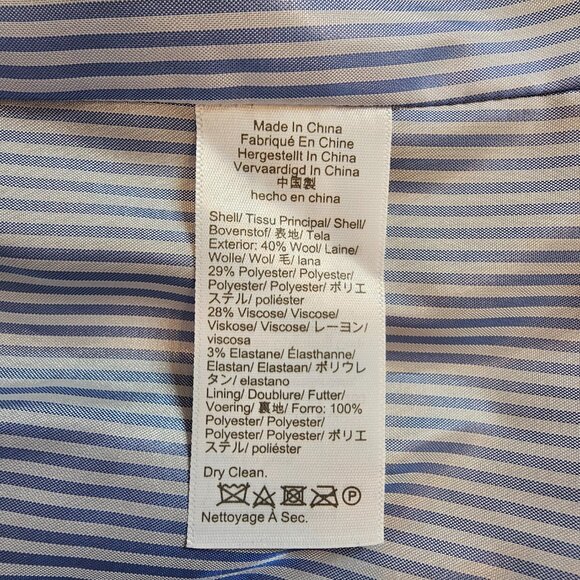 Made In China
Fabriqué En Chine
Hergestellt In China
Vervaardigd In China
中国製
hecho en china
Shell/ Tissu Principal/ Shell/
Bovenstof/ 表地/ Tela
Exterior: 40% Wool/ Laine/
Wolle/ Wol/ 毛/ lana
29% Polyester/ Polyester/
Polyester/ Polyester/ ポリエ
ステル/ poliéster
28% Viscose/ Viscose/
Viskose/ Viscose/ レーヨン/
viscosa
3% Elastane/ Élasthanne/
Elastan/ Elastaan/ ポリウレ
タン/ elastano
Lining/ Doublure/ Futter/
Voering/ 裏地/ Forro: 100%
Polyester/ Polyester/
Polyester/ Polyester/ ポリエ
ステル/ poliéster
Dry Clean.
P
Nettoyage À Sec.